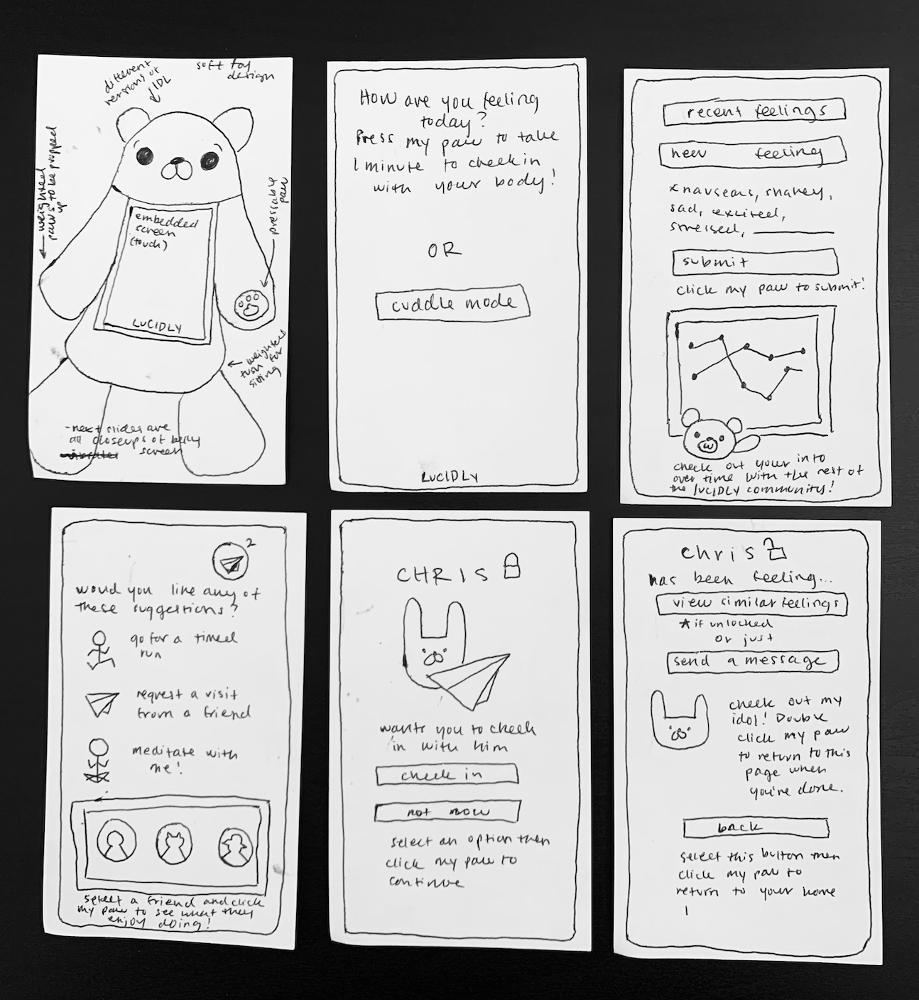 different
versions of
IDL
soft toy
design
weighted
paws to be propped
up
pressable
paw
embedded
screen
(touch)
LUCIDLY
weighted
tush for
sitting
-next slides are
all closeups of belly
screen
How are you feeling
today?
Press my paw to take
1 minute to check in
with your body!
OR
cuddle mode
LUCIDLY
recent feelings
new feeling
nauseous, shakey,
sad, excited,
stressed,
submit
click my paw to submit!
check out your info
over time with the rest of
the LUCIDLY community!
2
would you like any of
these suggestions?
go for a timed
run
request a visit
from a friend
meditate with
me!
select a friend and click
my paw to see what they
enjoy doing!
CHRIS
wants you to check
in with him
check in
not now
select an option then
click my paw to
continue
chris
has been feeling...
view similar feelings
*if unlocked
or just
send a message
check out my
idol! Double
click my paw
to return to this
page when
you're done.
back
select this button then
click my paw to
return to your home